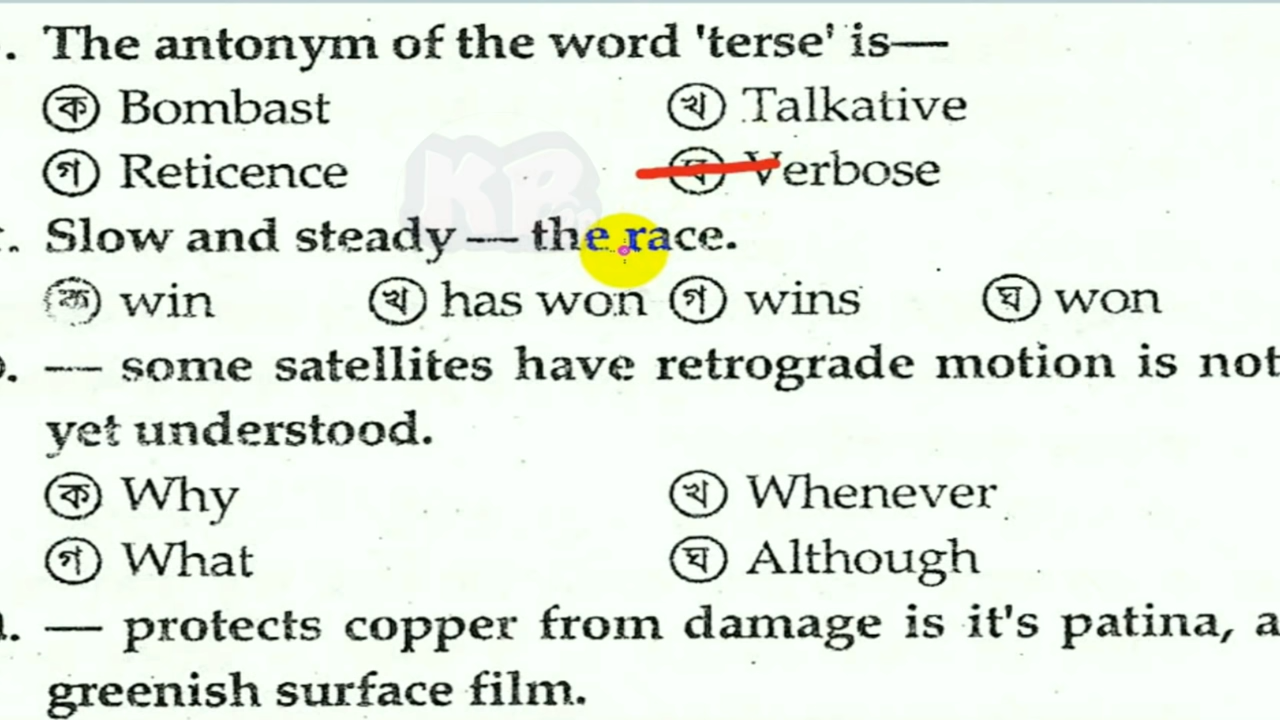 . The antonym of the word 'terse' is—
ক Bombast খ Talkative
গ Reticence ঘ Verbose
. Slow and steady — the race.
ক win খ has won গ wins ঘ won
. — some satellites have retrograde motion is not
yet understood.
ক Why খ Whenever
গ What ঘ Although
. — protects copper from damage is it's patina, a
greenish surface film.